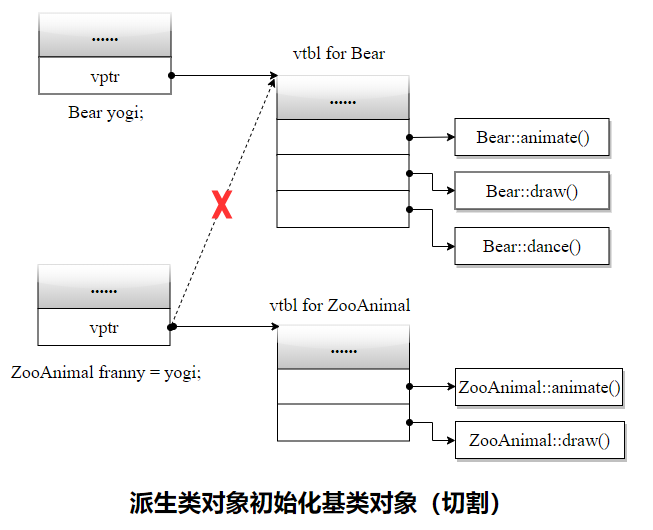 ......
vptr
Bear yogi;
vtbl for Bear
......
Bear::animate()
Bear::draw()
Bear::dance()
X
......
vptr
ZooAnimal franny = yogi;
vtbl for ZooAnimal
......
ZooAnimal::animate()
ZooAnimal::draw()
派生类对象初始化基类对象（切割）